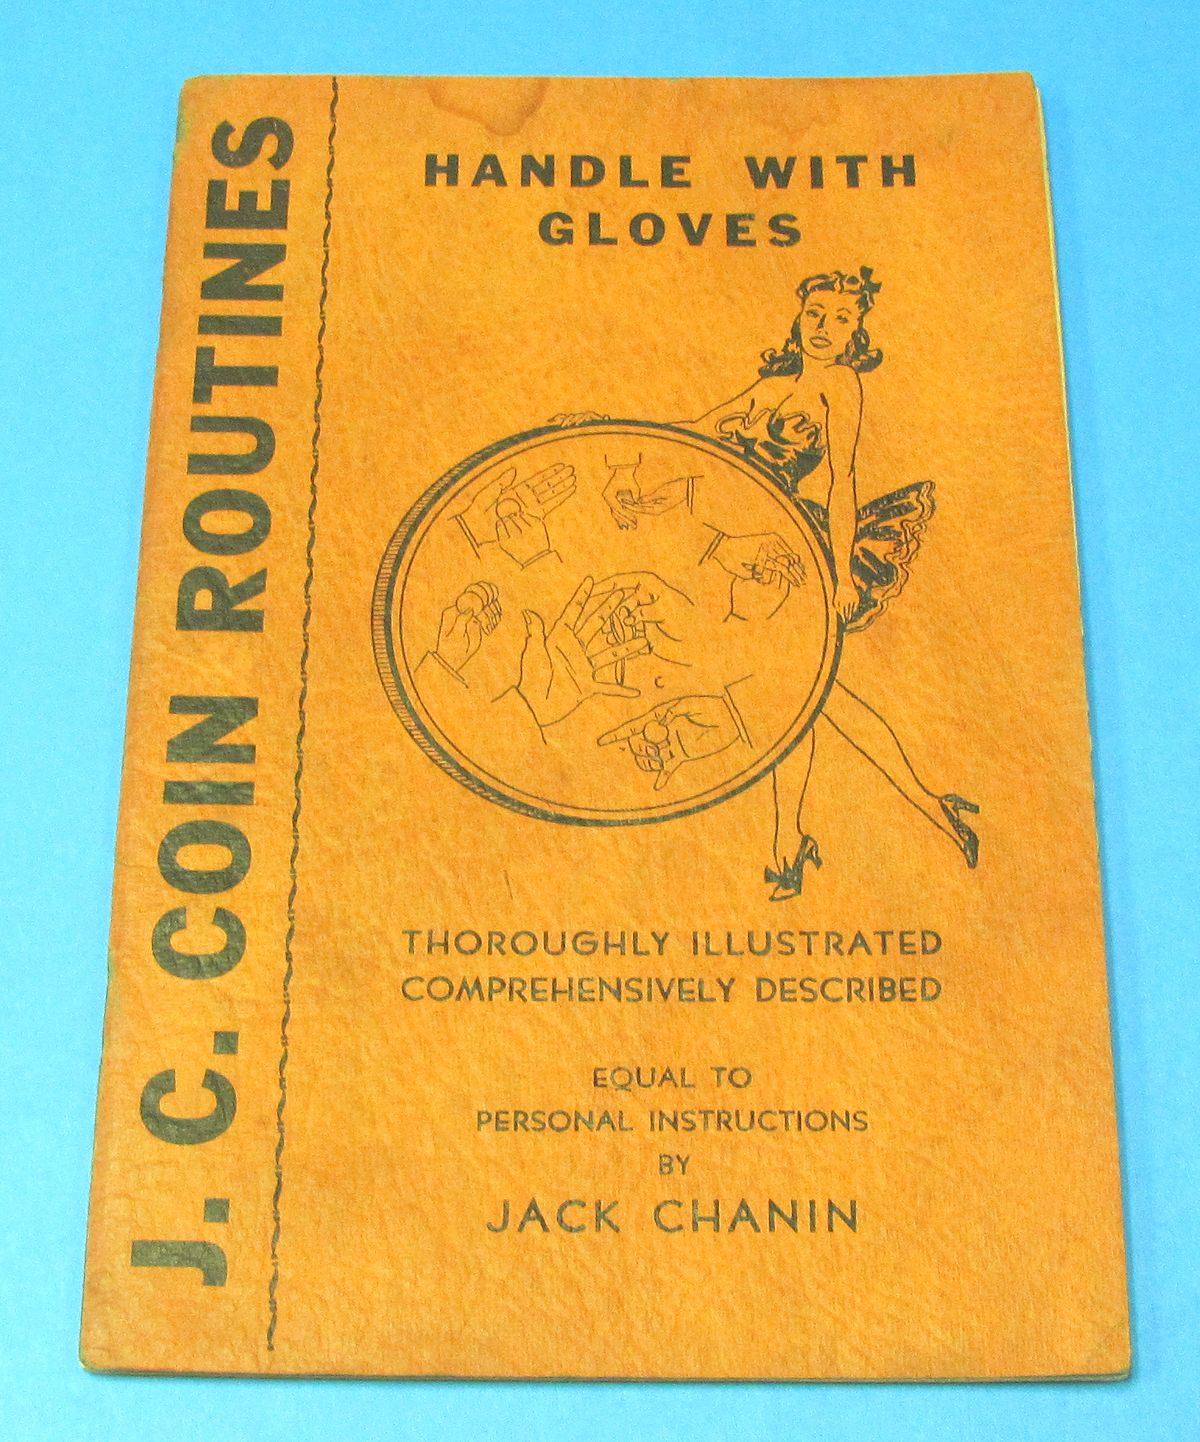 J. C. COIN ROUTINES
HANDLE WITH
GLOVES
THOROUGHLY ILLUSTRATED
COMPREHENSIVELY DESCRIBED
EQUAL TO
PERSONAL INSTRUCTIONS
BY
JACK CHANIN